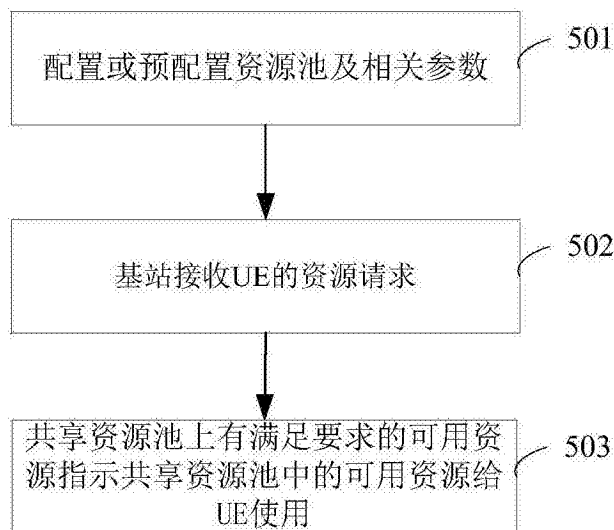 配置或预配置资源池及相关参数
501
基站接收UE的资源请求
502
共享资源池上有满足要求的可用资
源指示共享资源池中的可用资源给
UE使用
503